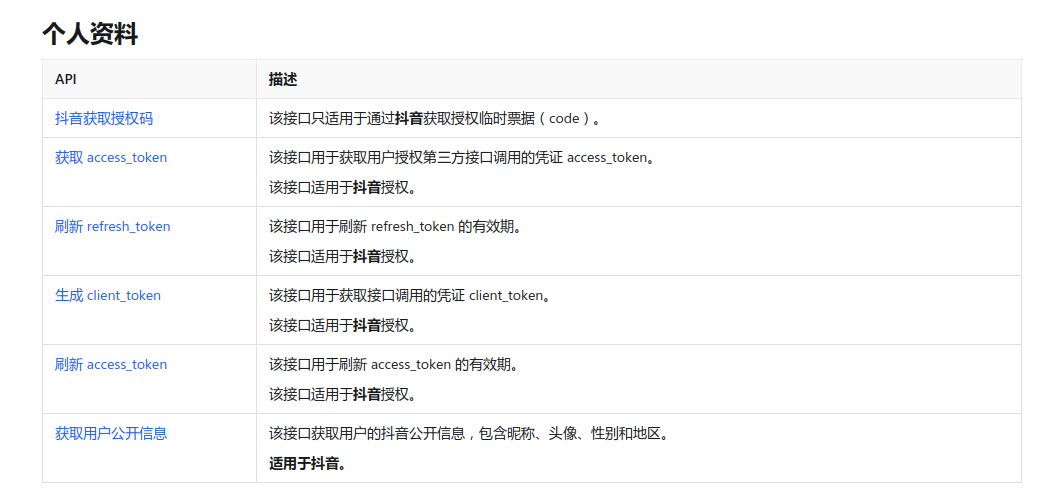 个人资料
API 描述
抖音获取授权码 该接口只适用于通过抖音获取授权临时票据（code）。
获取 access_token 该接口用于获取用户授权第三方接口调用的凭证 access_token。
该接口适用于抖音授权。
刷新 refresh_token 该接口用于刷新 refresh_token 的有效期。
该接口适用于抖音授权。
生成 client_token 该接口用于获取接口调用的凭证 client_token。
该接口适用于抖音授权。
刷新 access_token 该接口用于刷新 access_token 的有效期。
该接口适用于抖音授权。
获取用户公开信息 该接口获取用户的抖音公开信息，包含昵称、头像、性别和地区。
适用于抖音。